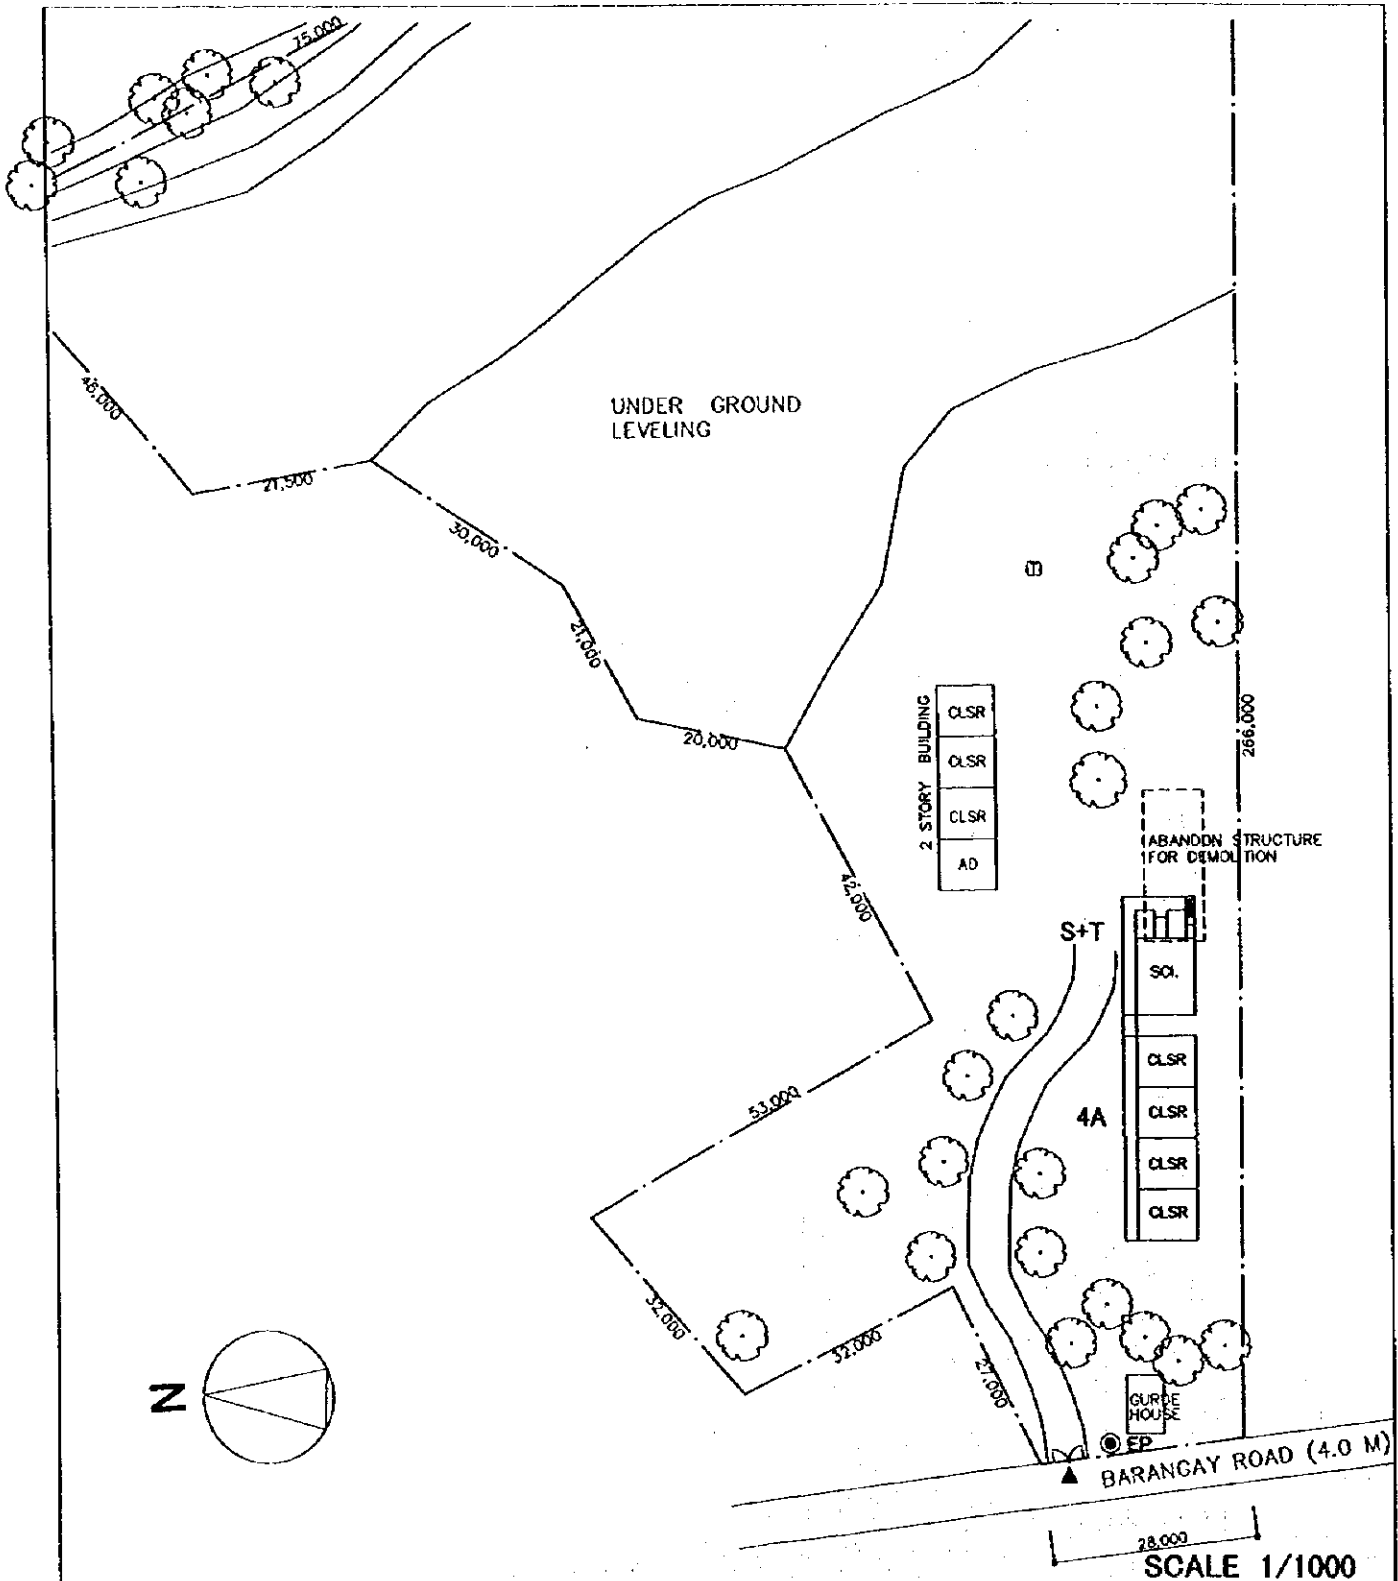 75,000
46,000
UNDER GROUND
LEVELING
21,500
30,000
21,000
20,000
266,000
2 STORY BUILDING
CLSR
CLSR
CLSR
AD
ABANDON STRUCTURE
FOR DEMOLTION
42,000
S+T
SCI.
CLSR
53,000
4A
CLSR
CLSR
CLSR
32,000
32,000
27,000
N
GURDE
HOUSE
EP
BARANGAY ROAD (4.0 M)
28,000
SCALE 1/1000